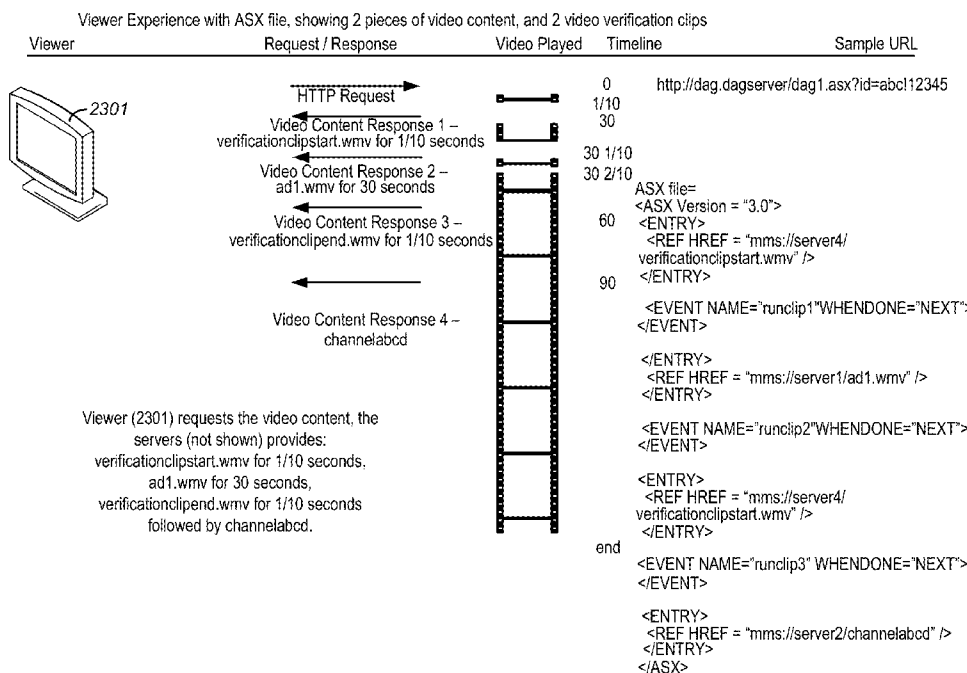 Viewer Experience with ASX file, showing 2 pieces of video content, and 2 video verification clips
Viewer
Request / Response
Video Played
Timeline
Sample URL
2301
HTTP Request
Video Content Response 1 –
verificationclipstart.wmv for 1/10 seconds
Video Content Response 2 –
ad1.wmv for 30 seconds
Video Content Response 3 –
verificationclipend.wmv for 1/10 seconds
Video Content Response 4 –
channelabcd
Viewer (2301) requests the video content, the
servers (not shown) provides:
verificationclipstart.wmv for 1/10 seconds,
ad1.wmv for 30 seconds,
verificationclipend.wmv for 1/10 seconds
followed by channelabcd.
0
1/10
30
30 1/10
30 2/10
60
90
end
http://dag.dagserver/dag1.asx?id=abc!12345
ASX file=
<ASX Version = “3.0”>
<ENTRY>
<REF HREF = “mms://server4/
verificationclipstart.wmv” />
</ENTRY>
<EVENT NAME=”runclip1”WHENDONE=”NEXT”>
</EVENT>
</ENTRY>
<REF HREF = “mms://server1/ad1.wmv” />
</ENTRY>
<EVENT NAME=”runclip2”WHENDONE=”NEXT”>
</EVENT>
<ENTRY>
<REF HREF = “mms://server4/
verificationclipstart.wmv” />
</ENTRY>
<EVENT NAME=”runclip3” WHENDONE=”NEXT”>
</EVENT>
<ENTRY>
<REF HREF = “mms://server2/channelabcd” />
</ENTRY>
</ASX>